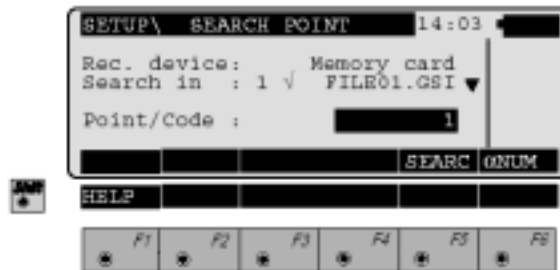 SETUP\ SEARCH POINT 14:03
Rec. device: Memory card
Search in : 1 √ FILE01.GSI ▼
Point/Code : 1
SEARC αNUM
HELP
F1 F2 F3 F4 F5 F6